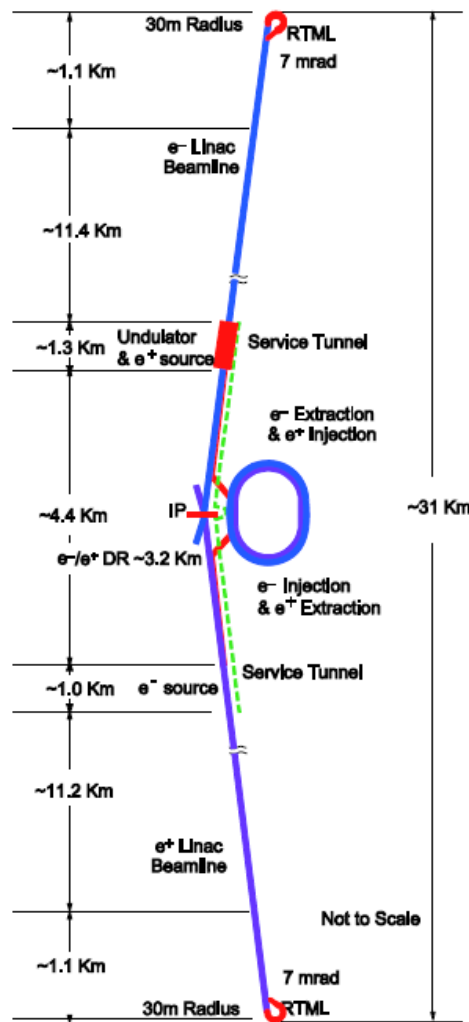 30m Radius
RTML
7 mrad
~1.1 Km
e– Linac
Beamline
~11.4 Km
Undulator
& e+ source
Service Tunnel
~1.3 Km
e– Extraction
& e+ Injection
~31 Km
IP
~4.4 Km
e–/e+ DR ~3.2 Km
e– Injection
& e+ Extraction
Service Tunnel
e- source
~1.0 Km
~11.2 Km
e+ Linac
Beamline
Not to Scale
~1.1 Km
7 mrad
30m Radius
RTML